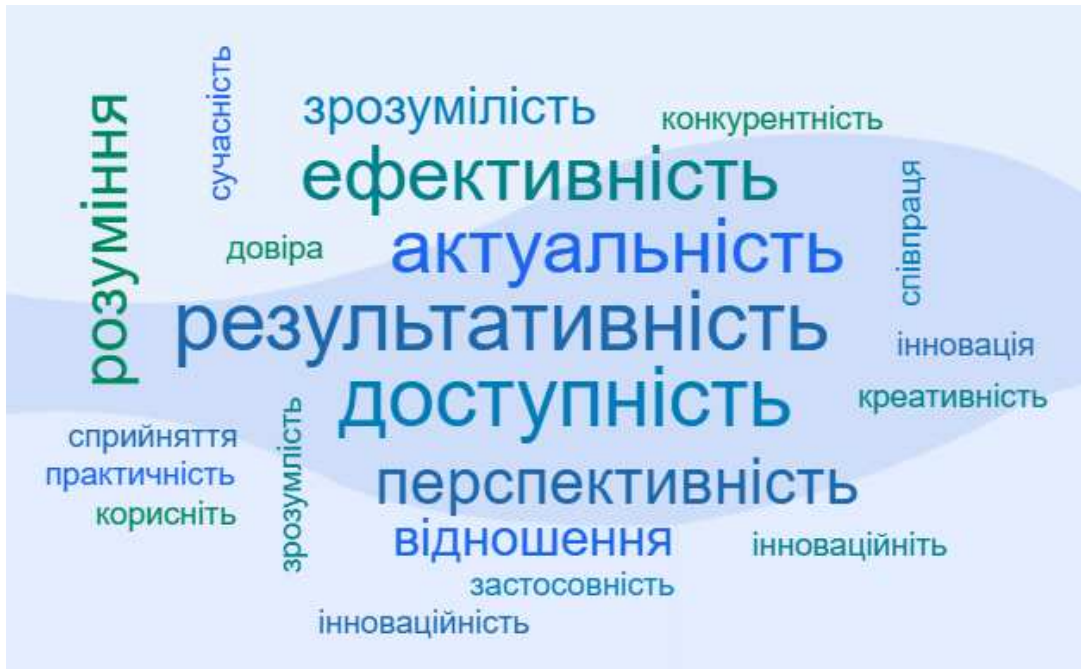 розуміння
сучасність
зрозумілість
конкурентність
ефективність
співпраця
довіра
актуальність
результативність
інновація
доступність
креативність
сприйняття
зрозумлість
практичність
перспективність
корисніть
відношення
інноваційніть
застосовність
інноваційність